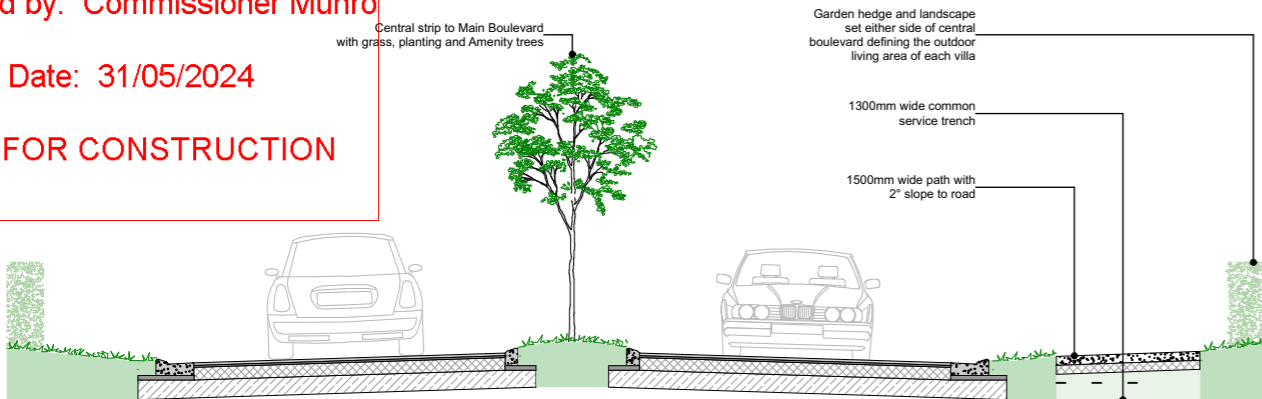 by: Commissioner Munro
Date: 31/05/2024
FOR CONSTRUCTION
Central strip to Main Boulevard
with grass, planting and Amenity trees
Garden hedge and landscape
set either side of central
boulevard defining the outdoor
living area of each villa
1300mm wide common
service trench
1500mm wide path with
2° slope to road